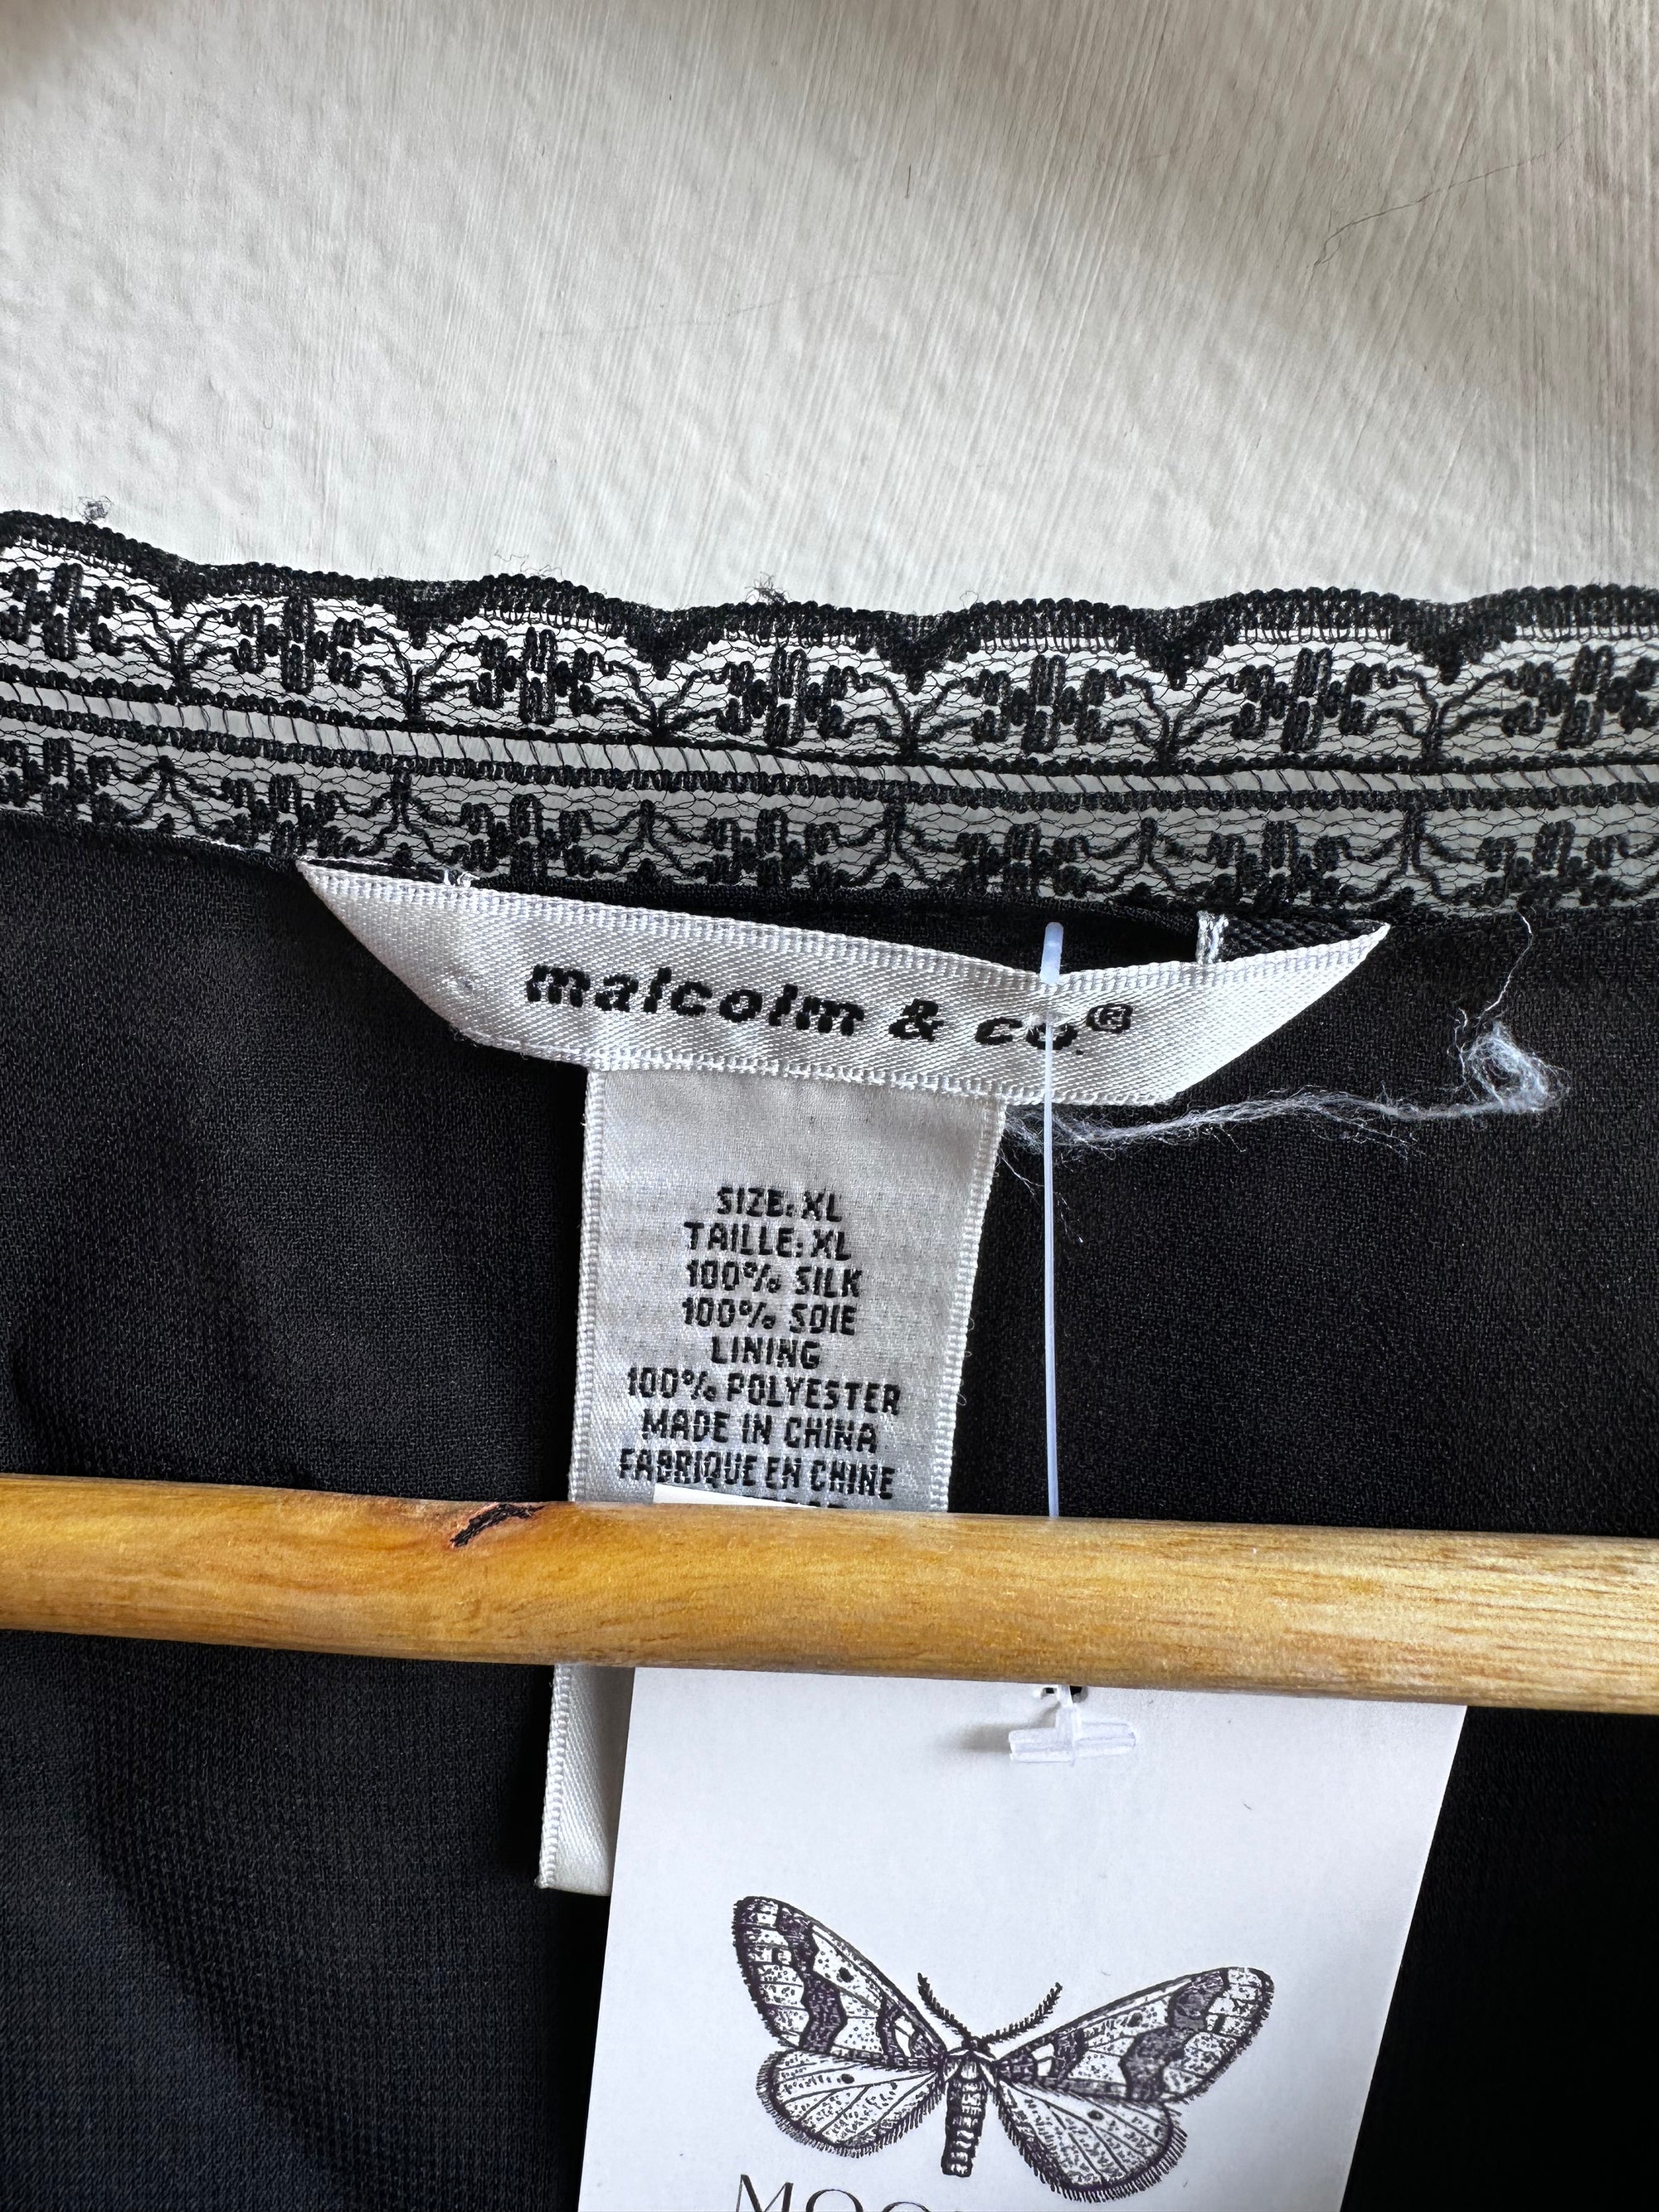 malcolm & co.®
SIZE: XL
TAILLE: XL
100% SILK
100% SOIE
LINING
100% POLYESTER
MADE IN CHINA
FABRIQUE EN CHINE